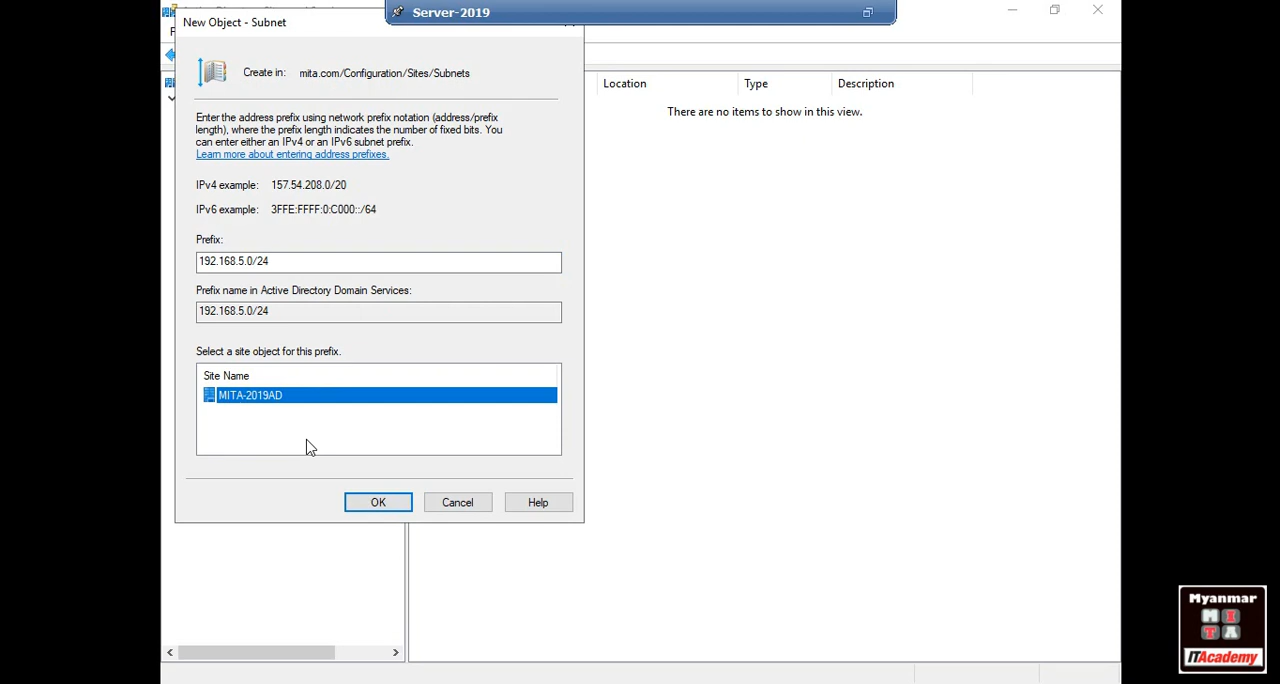 Server-2019
New Object - Subnet
Create in: mita.com/Configuration/Sites/Subnets
Enter the address prefix using network prefix notation (address/prefix
length), where the prefix length indicates the number of fixed bits. You
can enter either an IPv4 or an IPv6 subnet prefix.
Learn more about entering address prefixes.
IPv4 example: 157.54.208.0/20
IPv6 example: 3FFE:FFFF:0:C000::/64
Prefix:
192.168.5.0/24
Prefix name in Active Directory Domain Services:
192.168.5.0/24
Select a site object for this prefix.
Site Name
MITA-2019AD
OK Cancel Help
Location Type Description
There are no items to show in this view.
Myanmar
M I
T A
ITAcademy